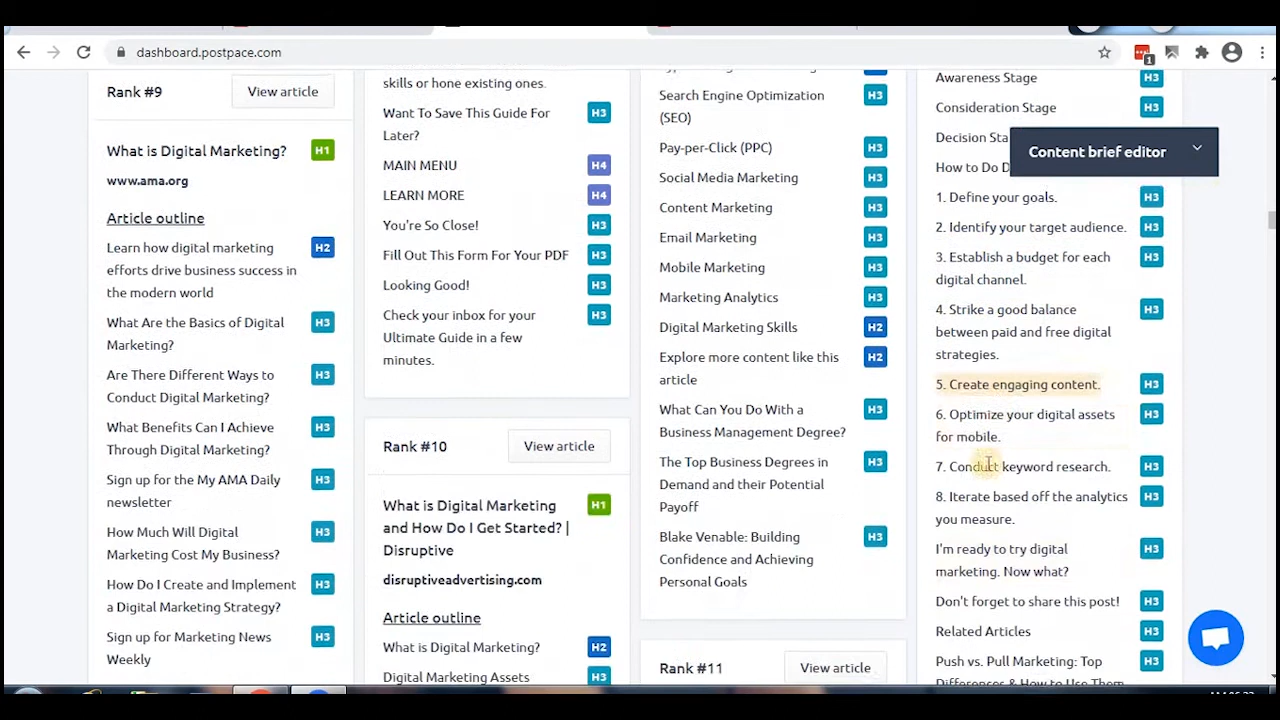 dashboard.postpace.com
1
Rank #9
View article
What is Digital Marketing?
H1
www.ama.org
Article outline
Learn how digital marketing
H2
efforts drive business success in
the modern world
What Are the Basics of Digital
H3
Marketing?
Are There Different Ways to
H3
Conduct Digital Marketing?
What Benefits Can I Achieve
H3
Through Digital Marketing?
Sign up for the My AMA Daily
H3
newsletter
How Much Will Digital
H3
Marketing Cost My Business?
How Do I Create and Implement
H3
a Digital Marketing Strategy?
Sign up for Marketing News
H3
Weekly
skills or hone existing ones.
Want To Save This Guide For
H3
Later?
MAIN MENU
H4
LEARN MORE
H4
You're So Close!
H3
Fill Out This Form For Your PDF
H3
Looking Good!
H3
Check your inbox for your
H3
Ultimate Guide in a few
minutes.
Rank #10
View article
What is Digital Marketing
H1
and How Do I Get Started? |
Disruptive
disruptiveadvertising.com
Article outline
What is Digital Marketing?
H2
Digital Marketing Assets
H3
Search Engine Optimization
H3
(SEO)
Pay-per-Click (PPC)
H3
Social Media Marketing
H3
Content Marketing
H3
Email Marketing
H3
Mobile Marketing
H3
Marketing Analytics
H3
Digital Marketing Skills
H2
Explore more content like this
H2
article
What Can You Do With a
H3
Business Management Degree?
The Top Business Degrees in
H3
Demand and their Potential
Payoff
Blake Venable: Building
H3
Confidence and Achieving
Personal Goals
Rank #11
View article
Awareness Stage
H3
Consideration Stage
H3
Decision Sta
How to Do D
Content brief editor
1. Define your goals.
H3
2. Identify your target audience.
H3
3. Establish a budget for each
H3
digital channel.
4. Strike a good balance
H3
between paid and free digital
strategies.
5. Create engaging content.
H3
6. Optimize your digital assets
H3
for mobile.
7. Conduct keyword research.
H3
8. Iterate based off the analytics
H3
you measure.
I'm ready to try digital
H3
marketing. Now what?
Don't forget to share this post!
H3
Related Articles
H3
Push vs. Pull Marketing: Top
H3
Differences & How to Use Them